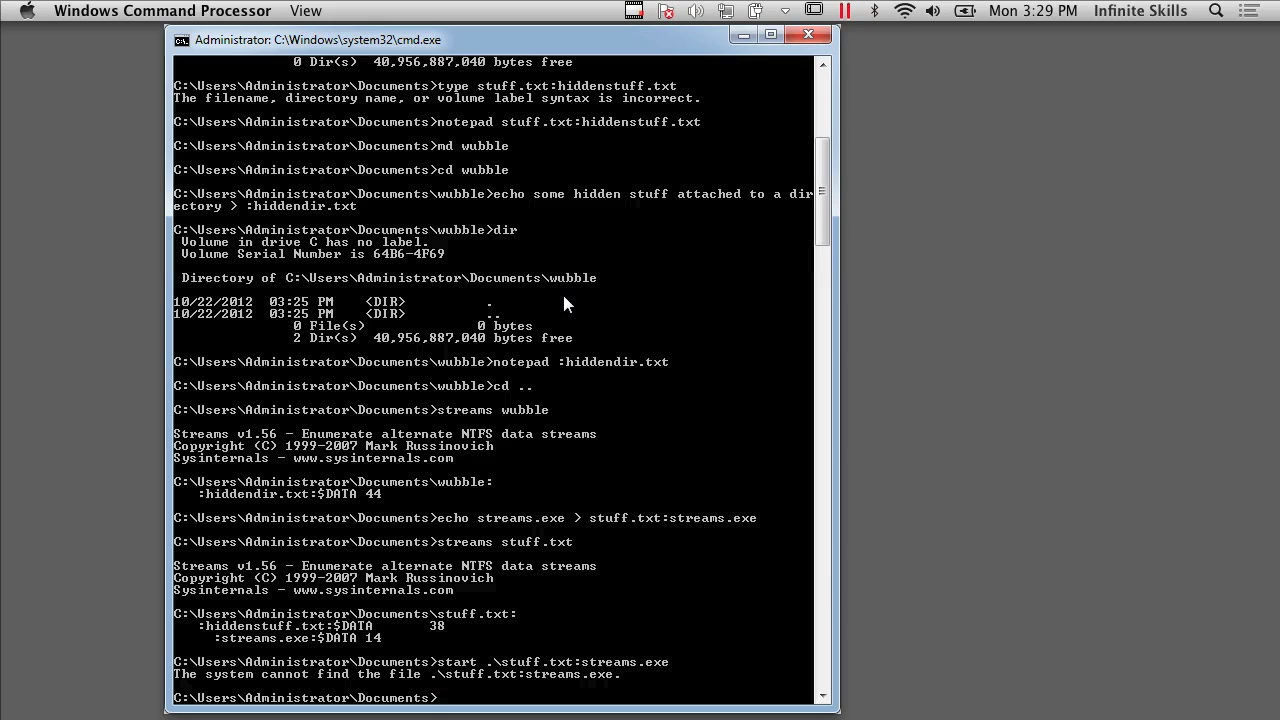 Windows Command Processor View Mon 3:29 PM Infinite Skills
Administrator: C:\Windows\system32\cmd.exe
0 Dir(s) 40,956,887,040 bytes free
C:\Users\Administrator\Documents>type stuff.txt:hiddenstuff.txt
The filename, directory name, or volume label syntax is incorrect.
C:\Users\Administrator\Documents>notepad stuff.txt:hiddenstuff.txt
C:\Users\Administrator\Documents>md wubble
C:\Users\Administrator\Documents>cd wubble
C:\Users\Administrator\Documents\wubble>echo some hidden stuff attached to a dir
ectory > :hiddendir.txt
C:\Users\Administrator\Documents\wubble>dir
Volume in drive C has no label.
Volume Serial Number is 64B6-4F69
Directory of C:\Users\Administrator\Documents\wubble
10/22/2012 03:25 PM <DIR> .
10/22/2012 03:25 PM <DIR> ..
0 File(s) 0 bytes
2 Dir(s) 40,956,887,040 bytes free
C:\Users\Administrator\Documents\wubble>notepad :hiddendir.txt
C:\Users\Administrator\Documents\wubble>cd ..
C:\Users\Administrator\Documents>streams wubble
Streams v1.56 - Enumerate alternate NTFS data streams
Copyright (C) 1999-2007 Mark Russinovich
Sysinternals - www.sysinternals.com
C:\Users\Administrator\Documents\wubble:
:hiddendir.txt:$DATA 44
C:\Users\Administrator\Documents>echo streams.exe > stuff.txt:streams.exe
C:\Users\Administrator\Documents>streams stuff.txt
Streams v1.56 - Enumerate alternate NTFS data streams
Copyright (C) 1999-2007 Mark Russinovich
Sysinternals - www.sysinternals.com
C:\Users\Administrator\Documents\stuff.txt:
:hiddenstuff.txt:$DATA 38
:streams.exe:$DATA 14
C:\Users\Administrator\Documents>start .\stuff.txt:streams.exe
The system cannot find the file .\stuff.txt:streams.exe.
C:\Users\Administrator\Documents>